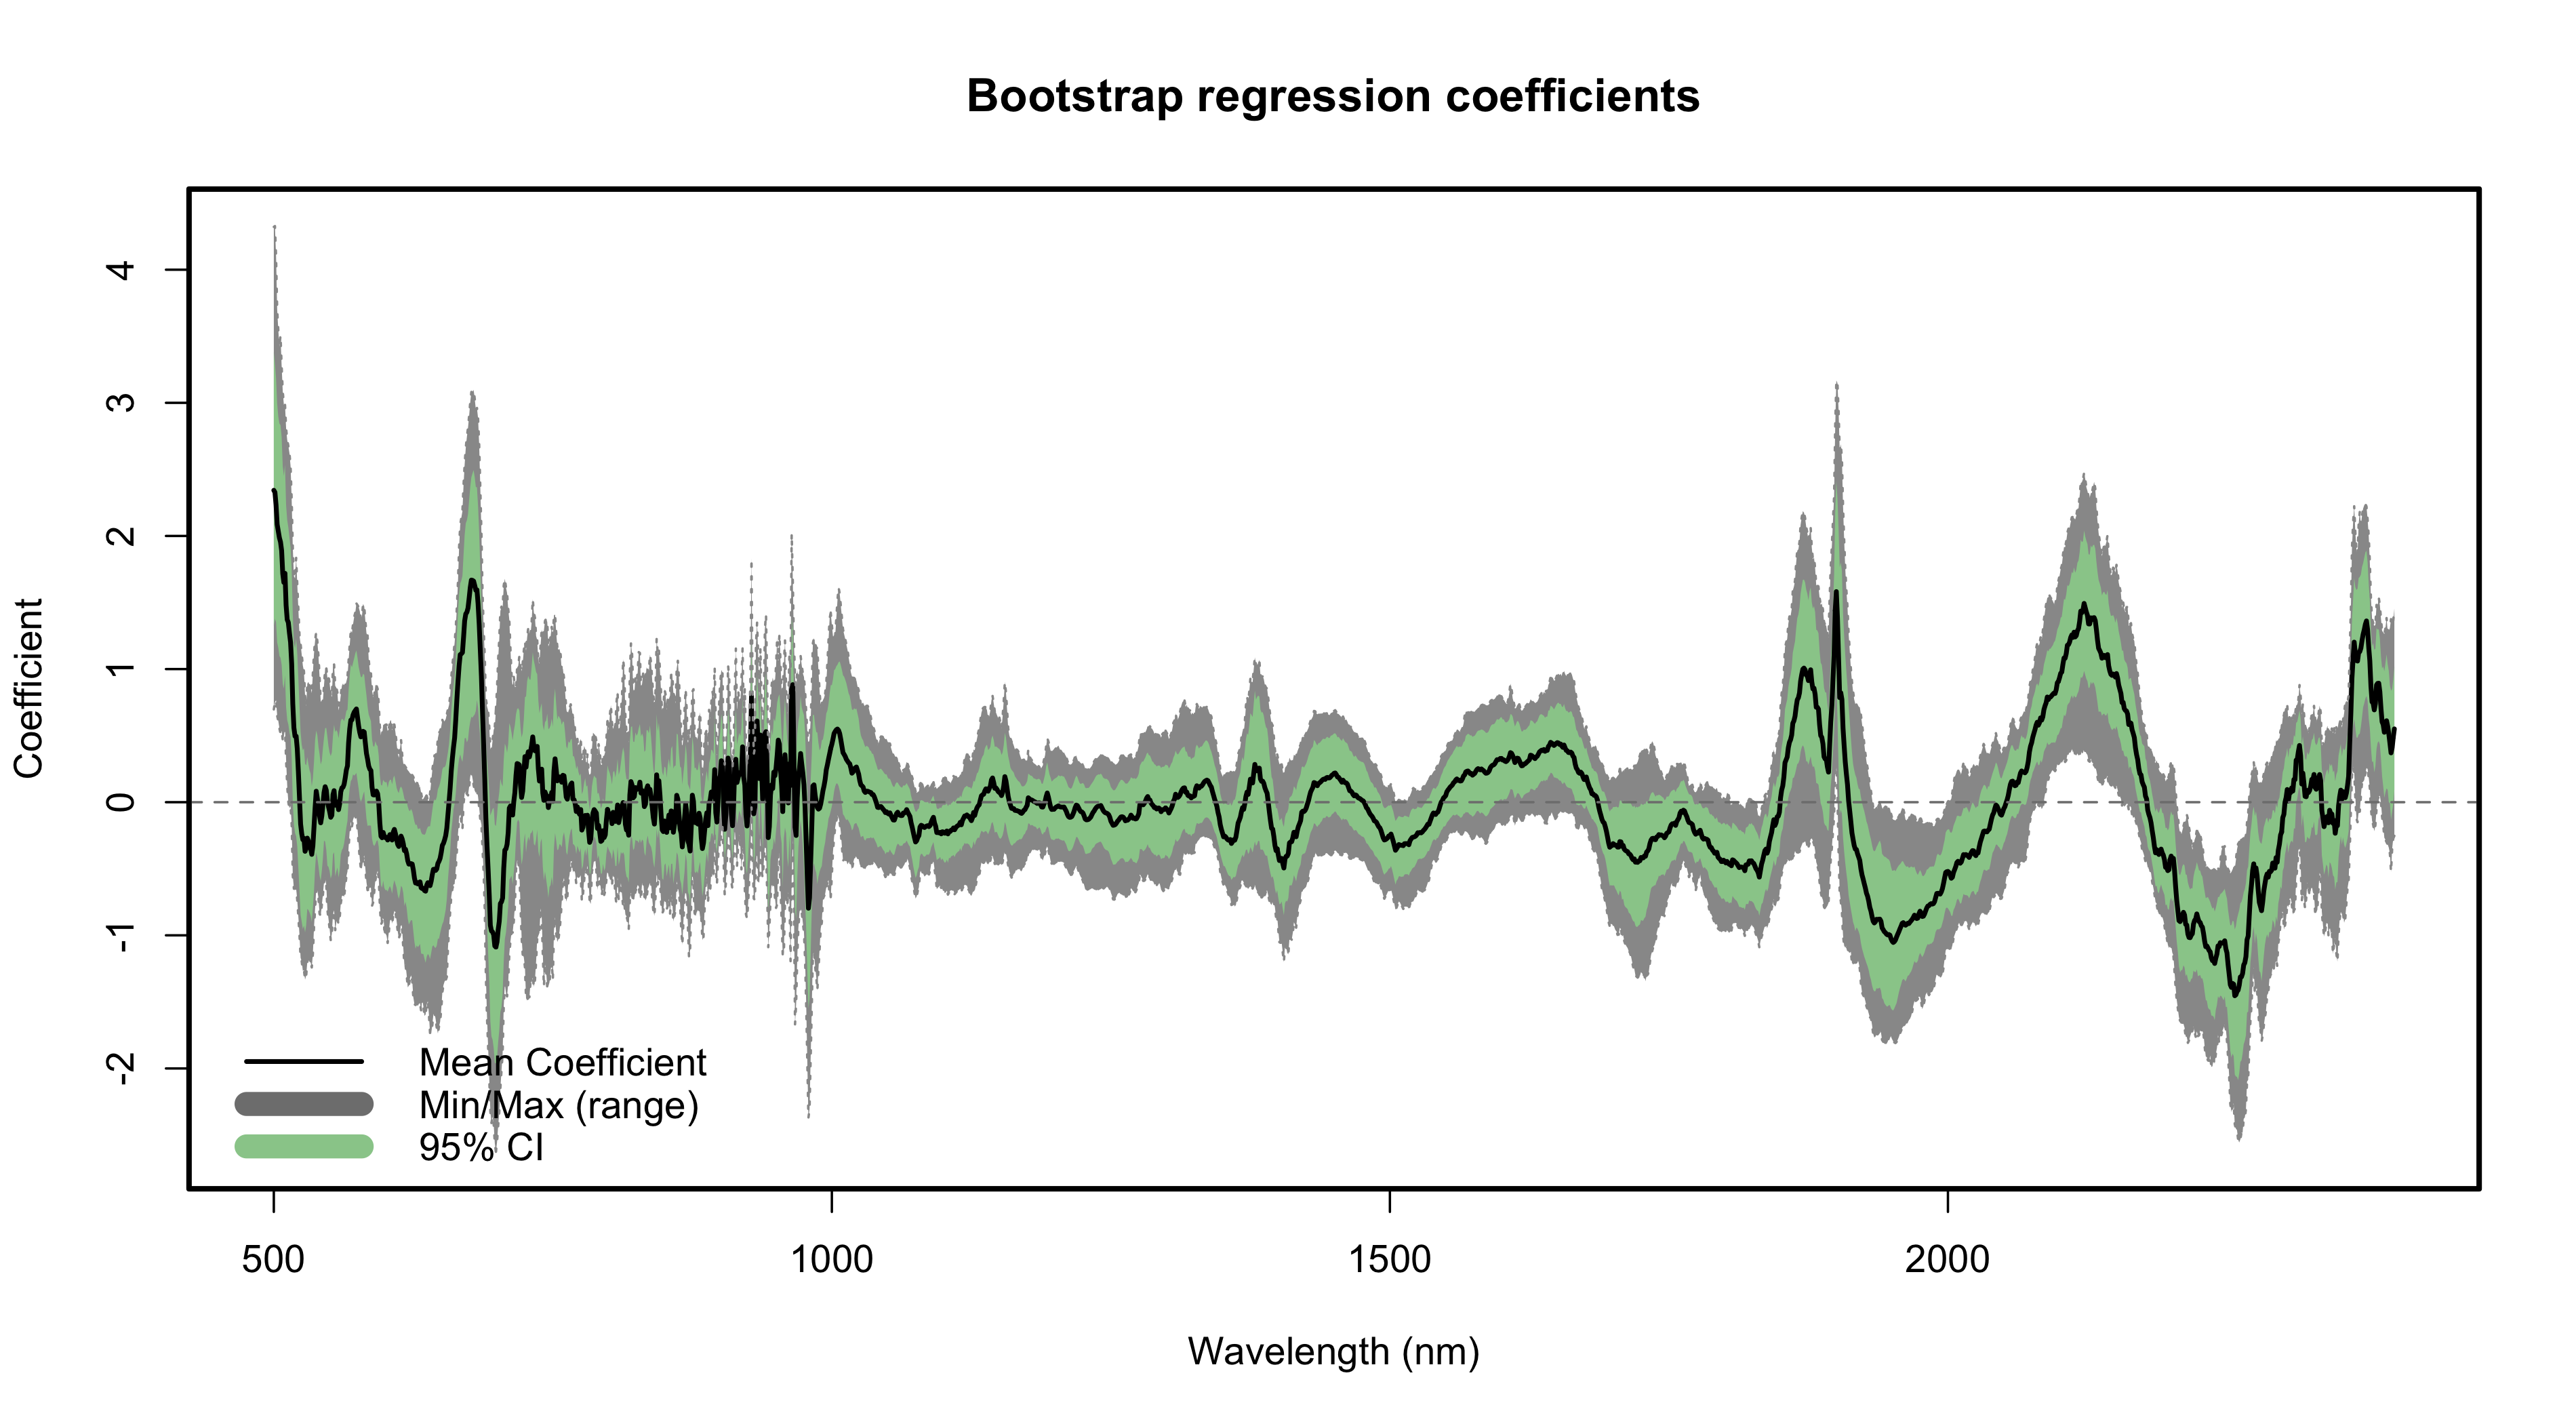 Bootstrap regression coefficients
Coefficient
4
3
2
1
0
-1
-2
Mean Coefficient
Min/Max (range)
95% CI
500
1000
1500
2000
Wavelength (nm)